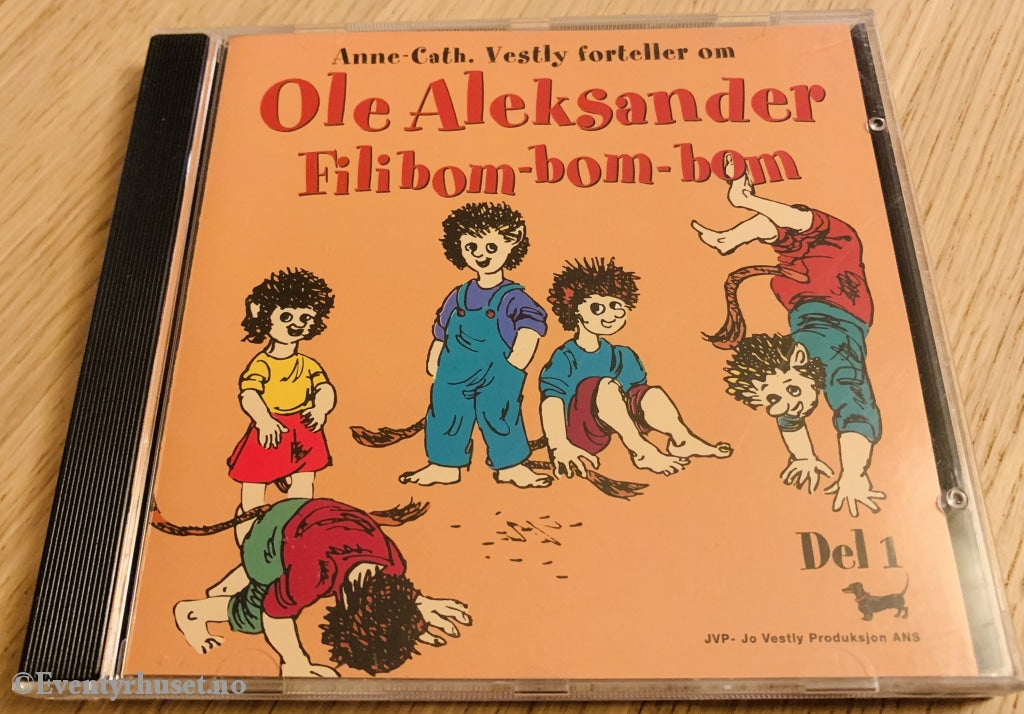 Anne-Cath. Vestly forteller om
Ole Aleksander
Filibom-bom-bom
Del 1
JVP- Jo Vestly Produksjon ANS
©Eventyrhuset.no